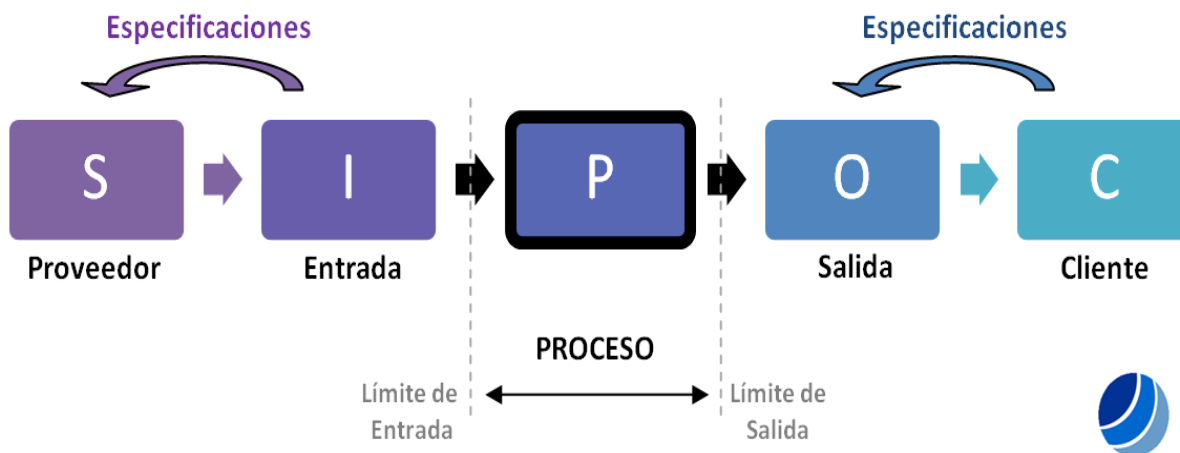 Especificaciones
Especificaciones
S
I
P
O
C
Proveedor
Entrada
Salida
Cliente
PROCESO
Límite de
Entrada
Límite de
Salida